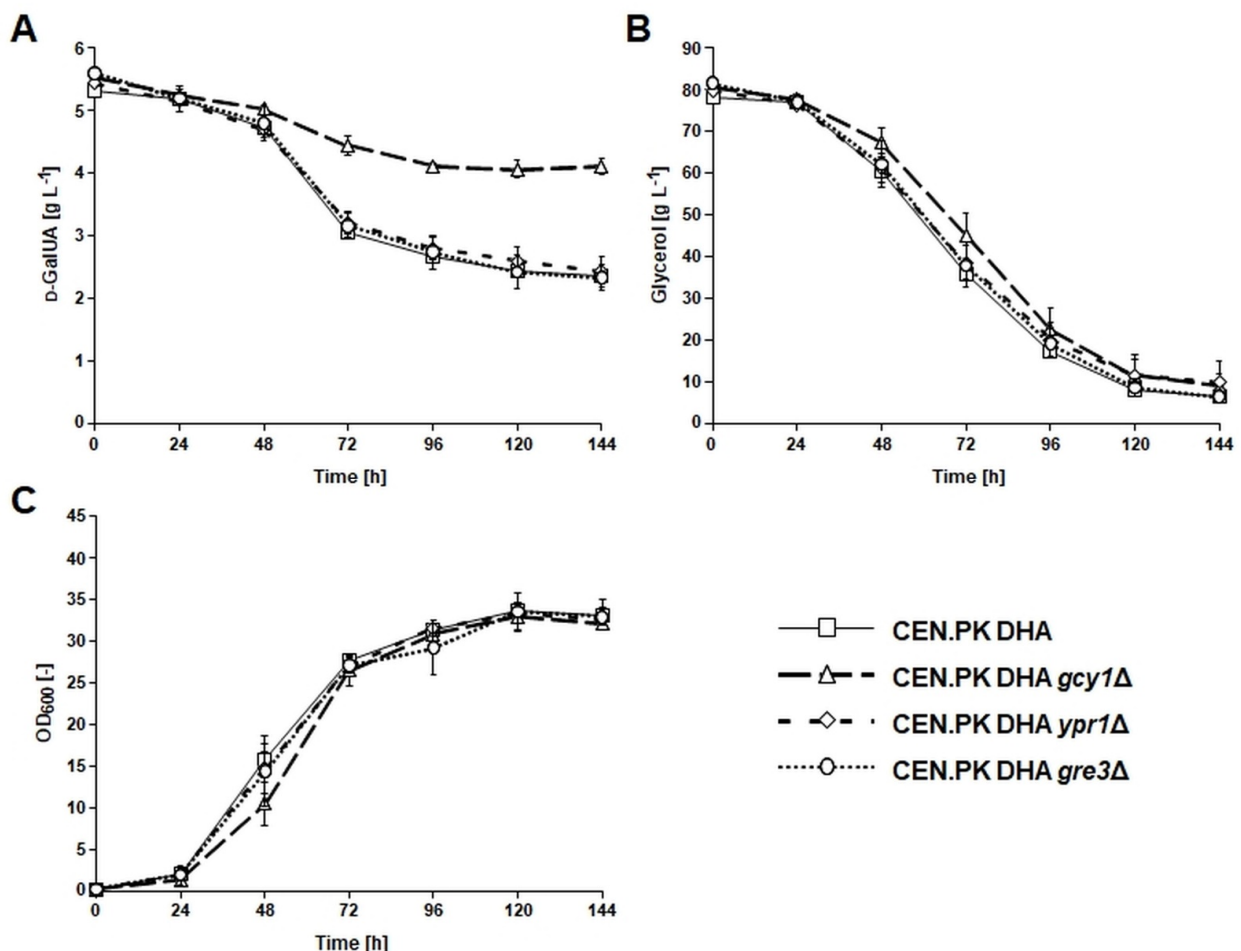 A
6
5
4
3
2
1
0
D-GalUA [g L-1]
0 24 48 72 96 120 144
Time [h]
B
90
80
70
60
50
40
30
20
10
0
Glycerol [g L-1]
0 24 48 72 96 120 144
Time [h]
C
45
40
35
30
25
20
15
10
5
0
OD600 [-]
0 24 48 72 96 120 144
Time [h]
CEN.PK DHA
CEN.PK DHA gcy1Δ
CEN.PK DHA ypr1Δ
CEN.PK DHA gre3Δ